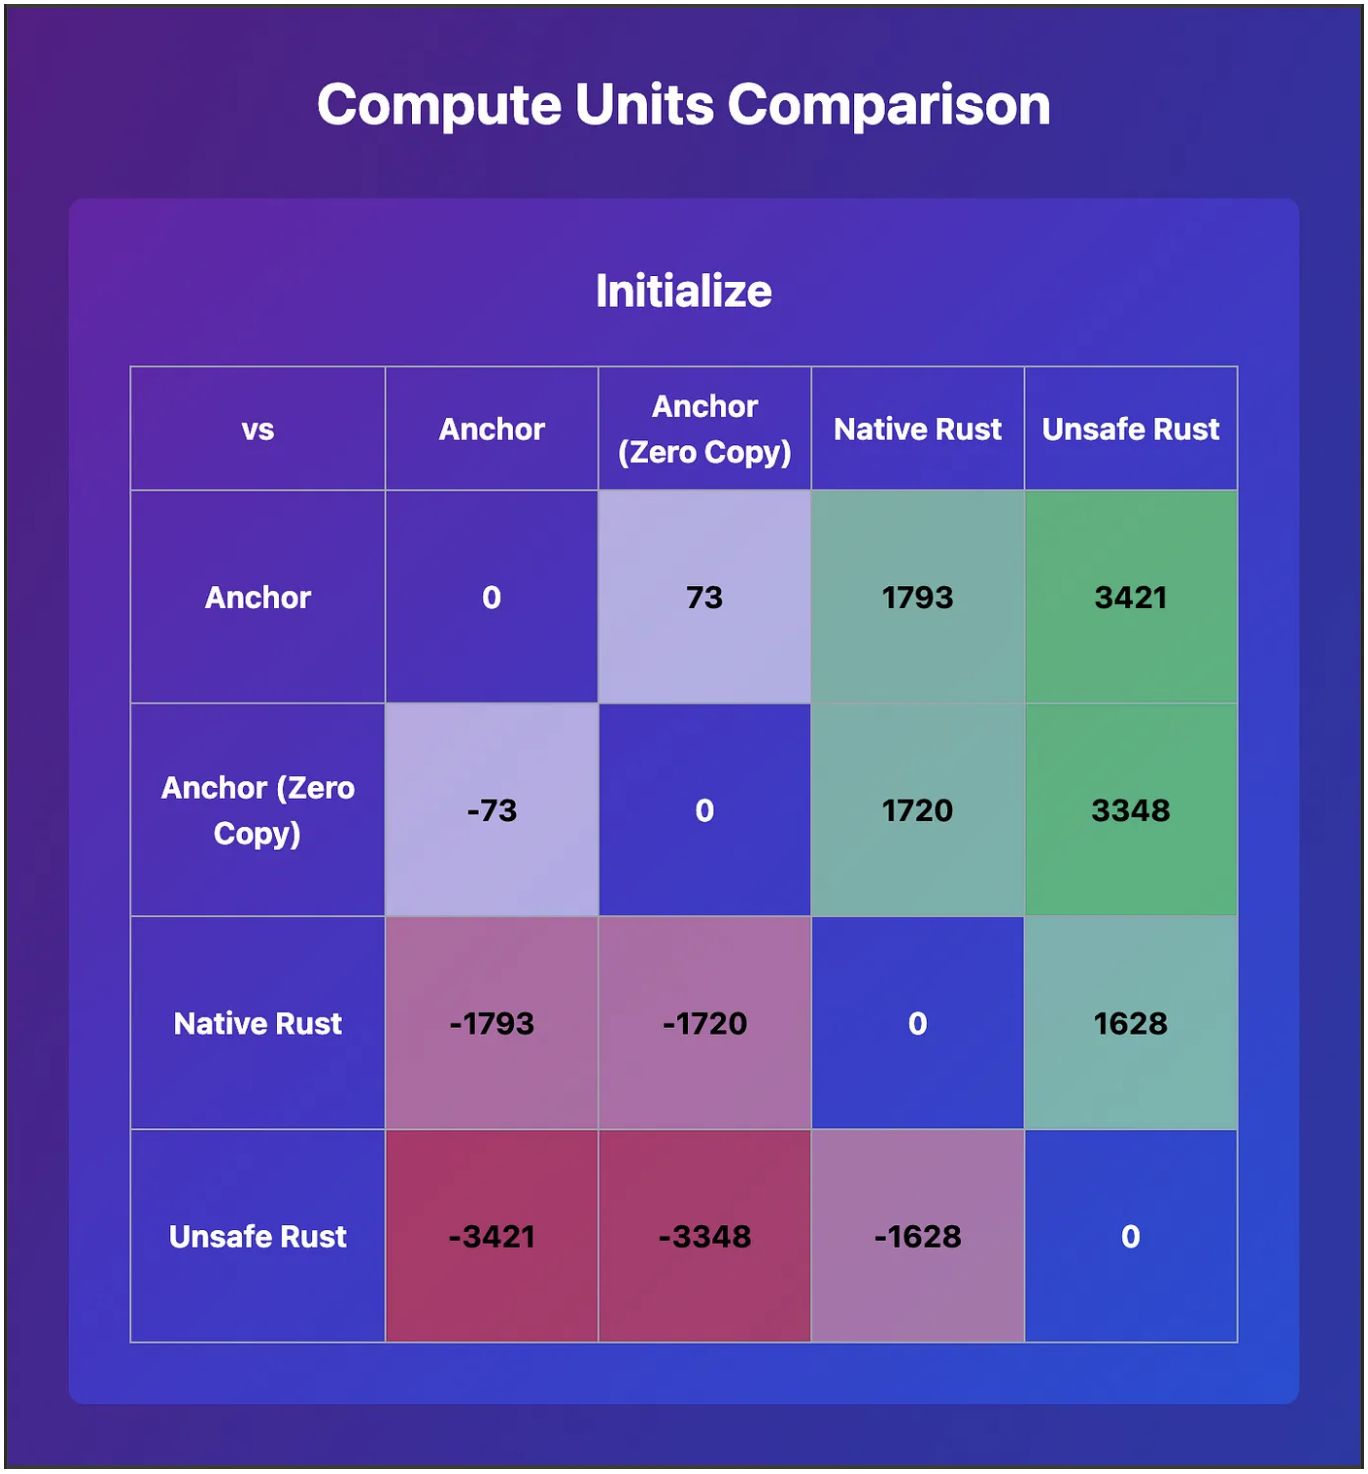 Compute Units Comparison
Initialize
vs
Anchor
Anchor
(Zero Copy)
Native Rust
Unsafe Rust
Anchor
0
73
1793
3421
Anchor (Zero
Copy)
-73
0
1720
3348
Native Rust
-1793
-1720
0
1628
Unsafe Rust
-3421
-3348
-1628
0